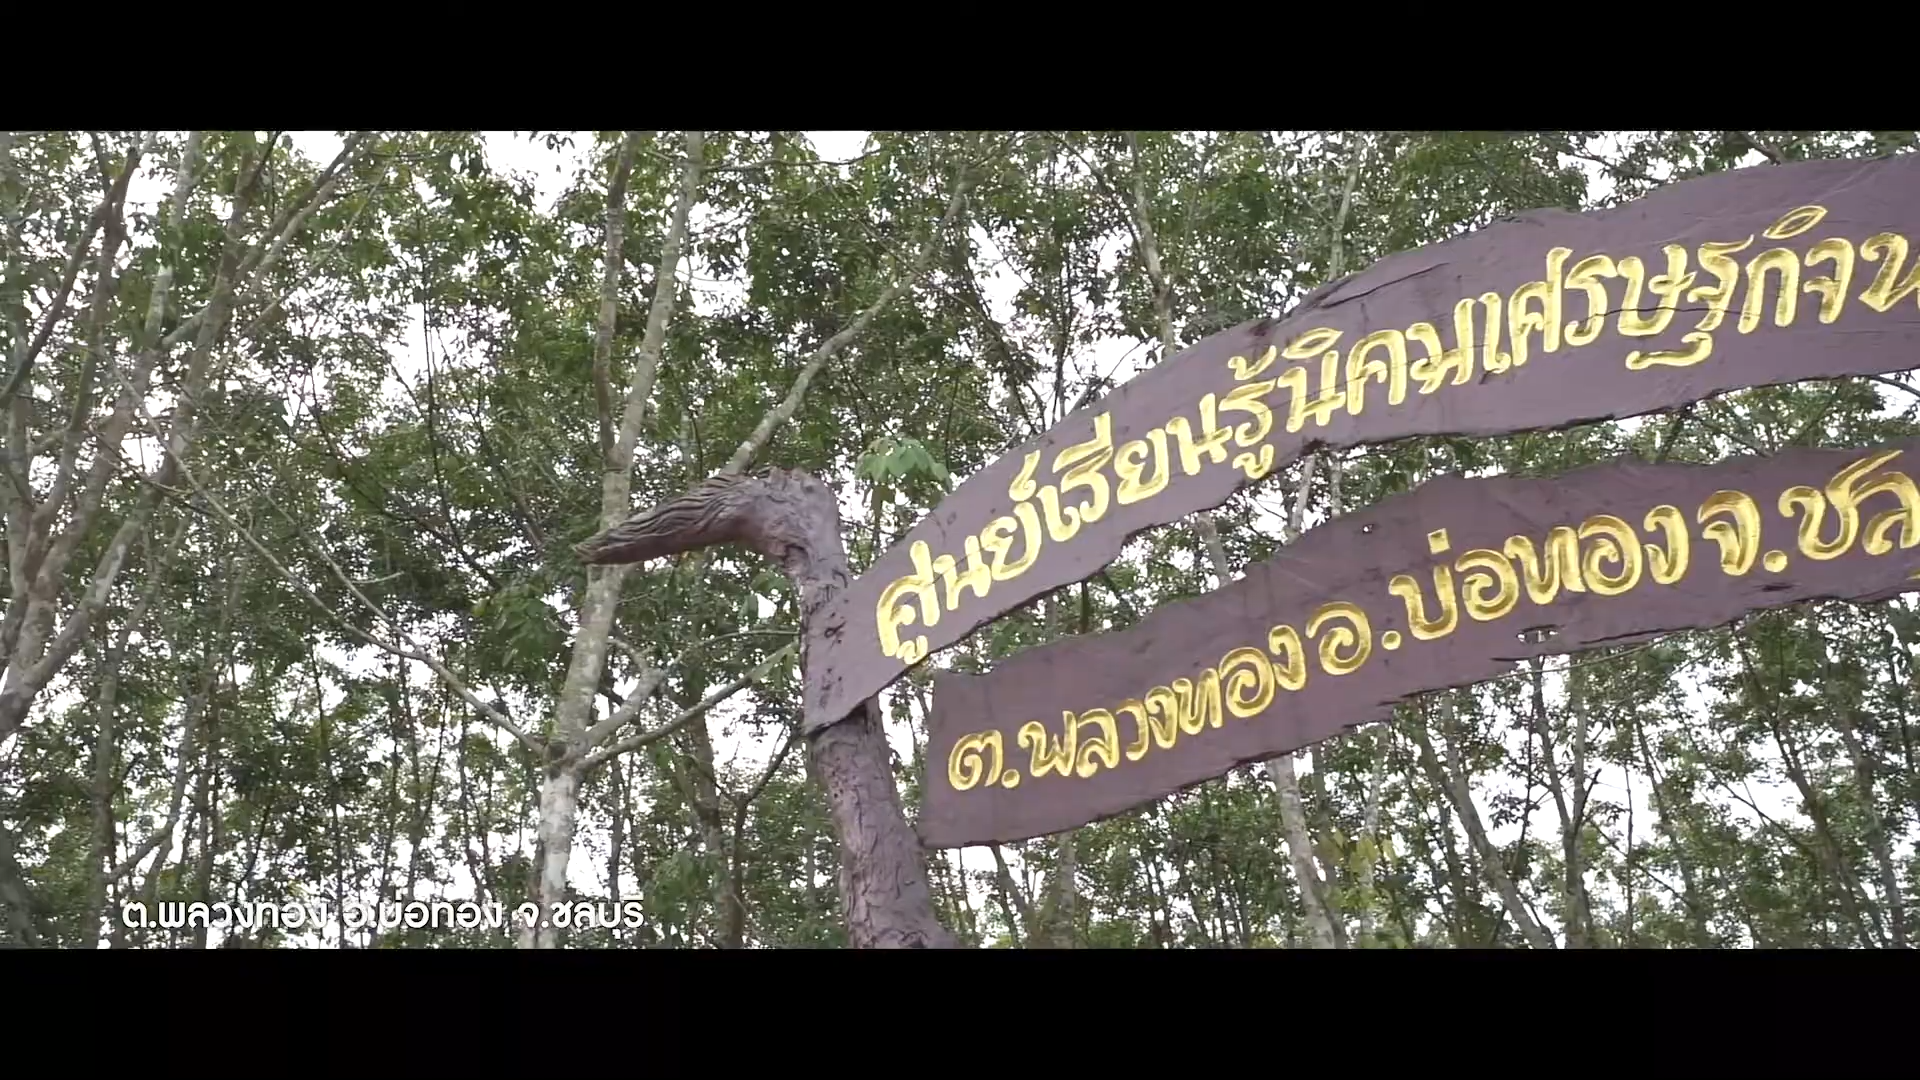 ศูนย์เรียนรู้นิคมเศรษฐกิจ
ต.พลวงทอง อ.บ่อทอง จ.ชล
ต.พลวงทอง อ.บ่อทอง จ.ชลบุรี